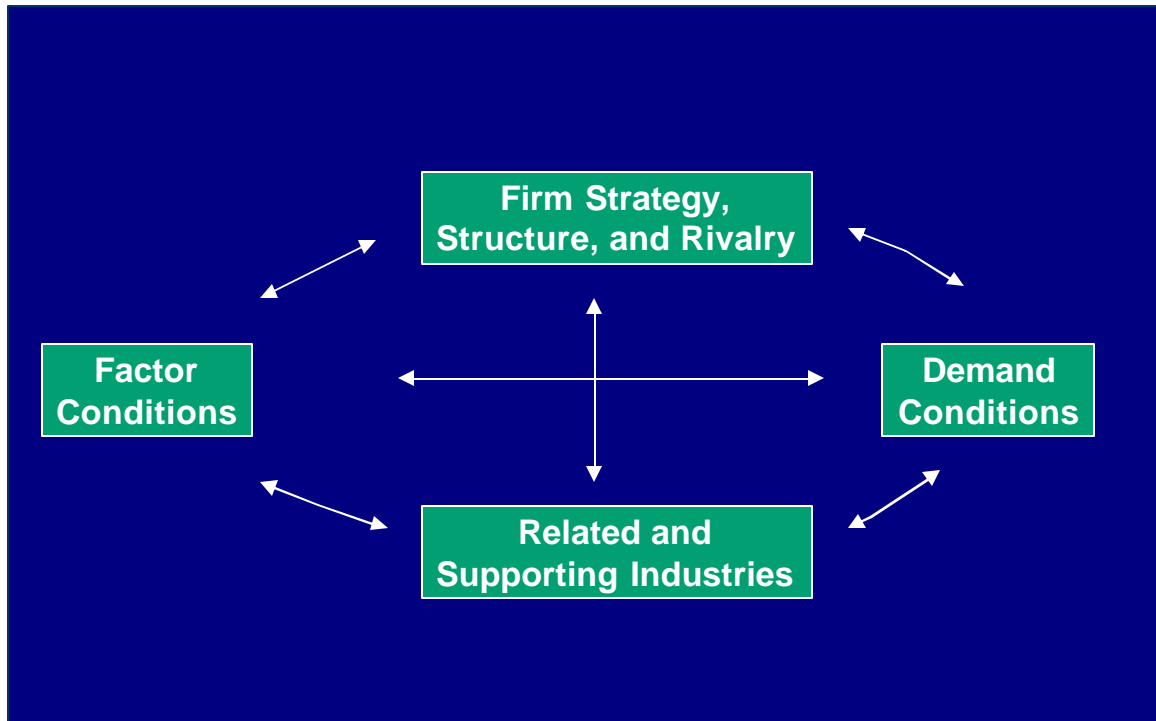 Firm Strategy,
Structure, and Rivalry
Factor
Conditions
Demand
Conditions
Related and
Supporting Industries